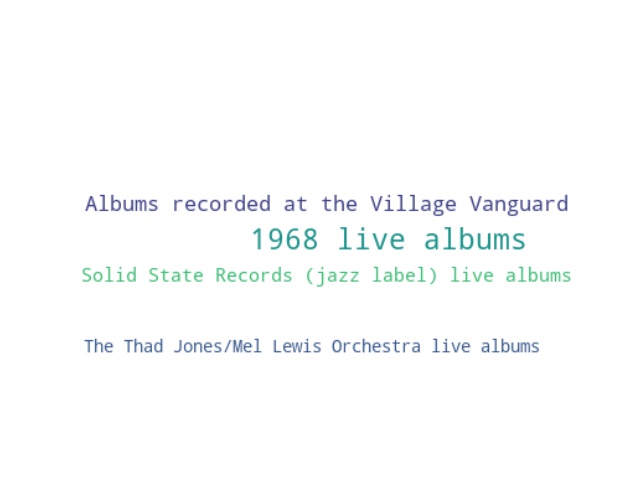 Albums recorded at the Village Vanguard
1968 live albums
Solid State Records (jazz label) live albums
The Thad Jones/Mel Lewis Orchestra live albums